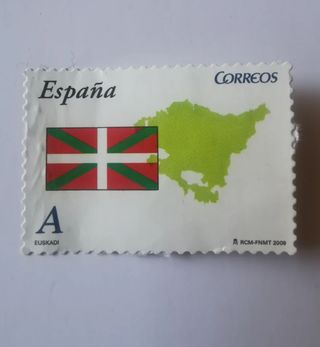 España
CORREOS
A
EUSKADI
RCM-FNMT 2009